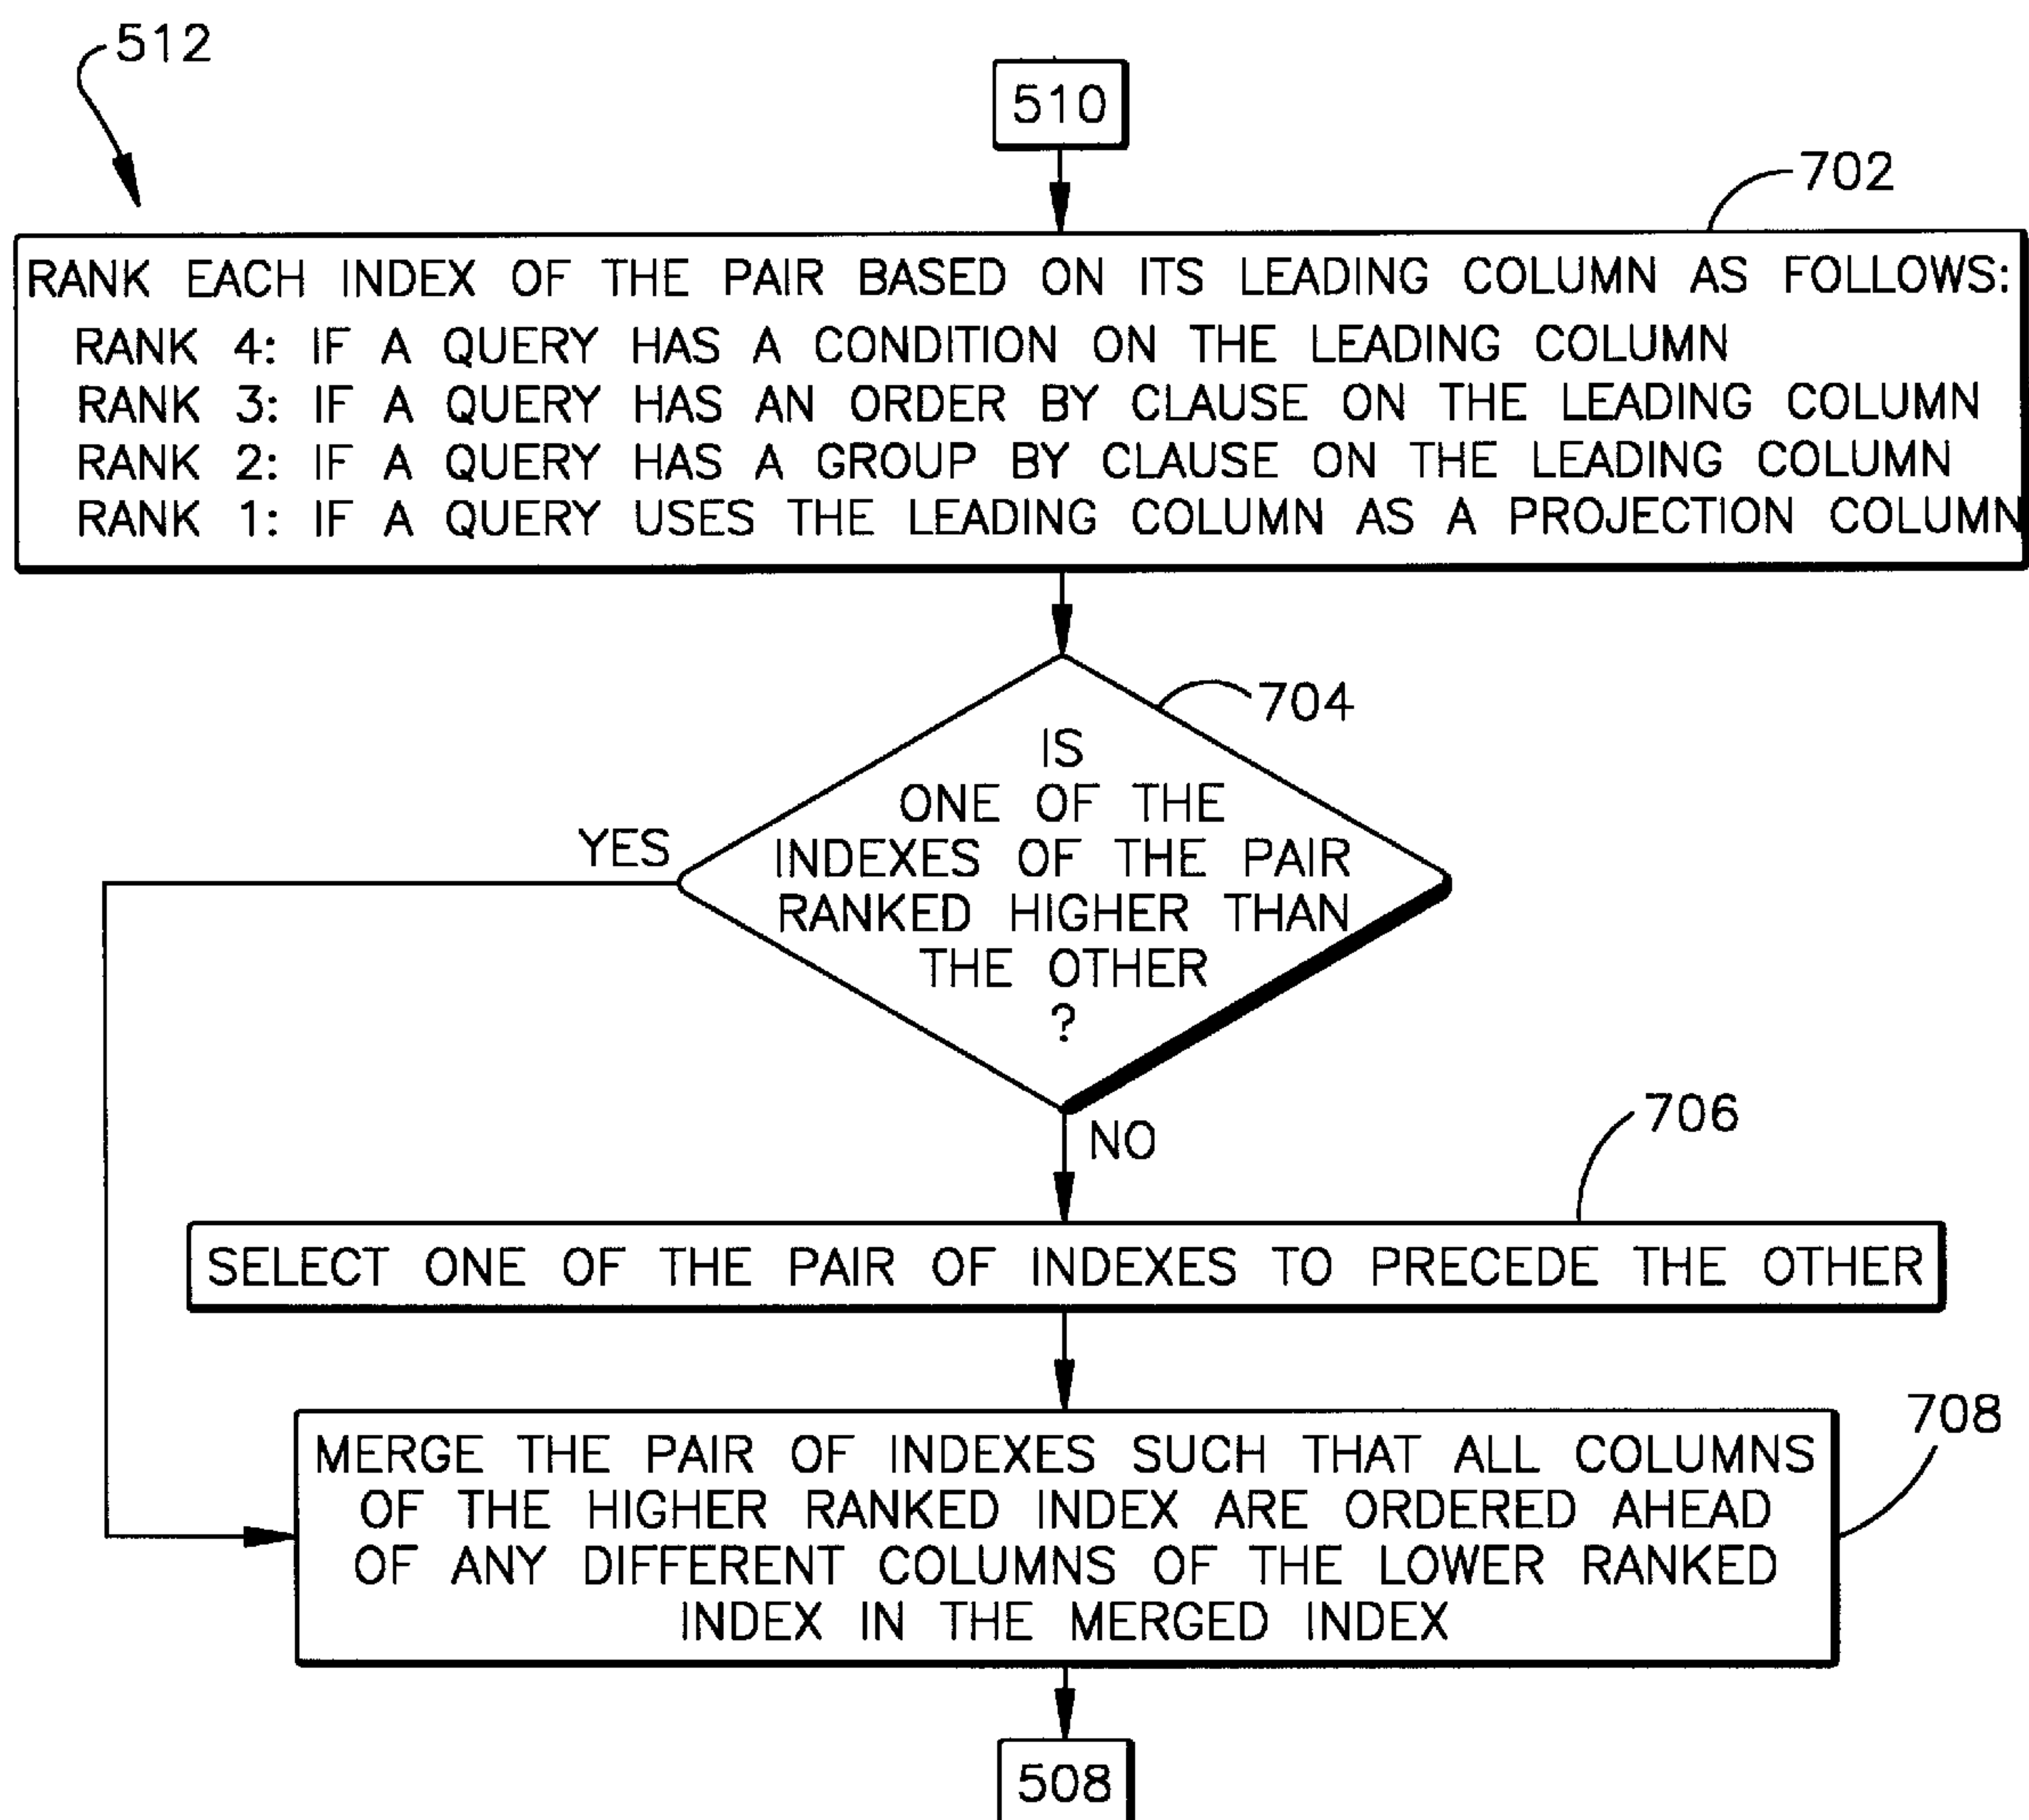 512
510
702
RANK EACH INDEX OF THE PAIR BASED ON ITS LEADING COLUMN AS FOLLOWS:
RANK 4: IF A QUERY HAS A CONDITION ON THE LEADING COLUMN
RANK 3: IF A QUERY HAS AN ORDER BY CLAUSE ON THE LEADING COLUMN
RANK 2: IF A QUERY HAS A GROUP BY CLAUSE ON THE LEADING COLUMN
RANK 1: IF A QUERY USES THE LEADING COLUMN AS A PROJECTION COLUMN
704
IS
ONE OF THE
INDEXES OF THE PAIR
RANKED HIGHER THAN
THE OTHER
?
YES
NO
706
SELECT ONE OF THE PAIR OF INDEXES TO PRECEDE THE OTHER
708
MERGE THE PAIR OF INDEXES SUCH THAT ALL COLUMNS
OF THE HIGHER RANKED INDEX ARE ORDERED AHEAD
OF ANY DIFFERENT COLUMNS OF THE LOWER RANKED
INDEX IN THE MERGED INDEX
508